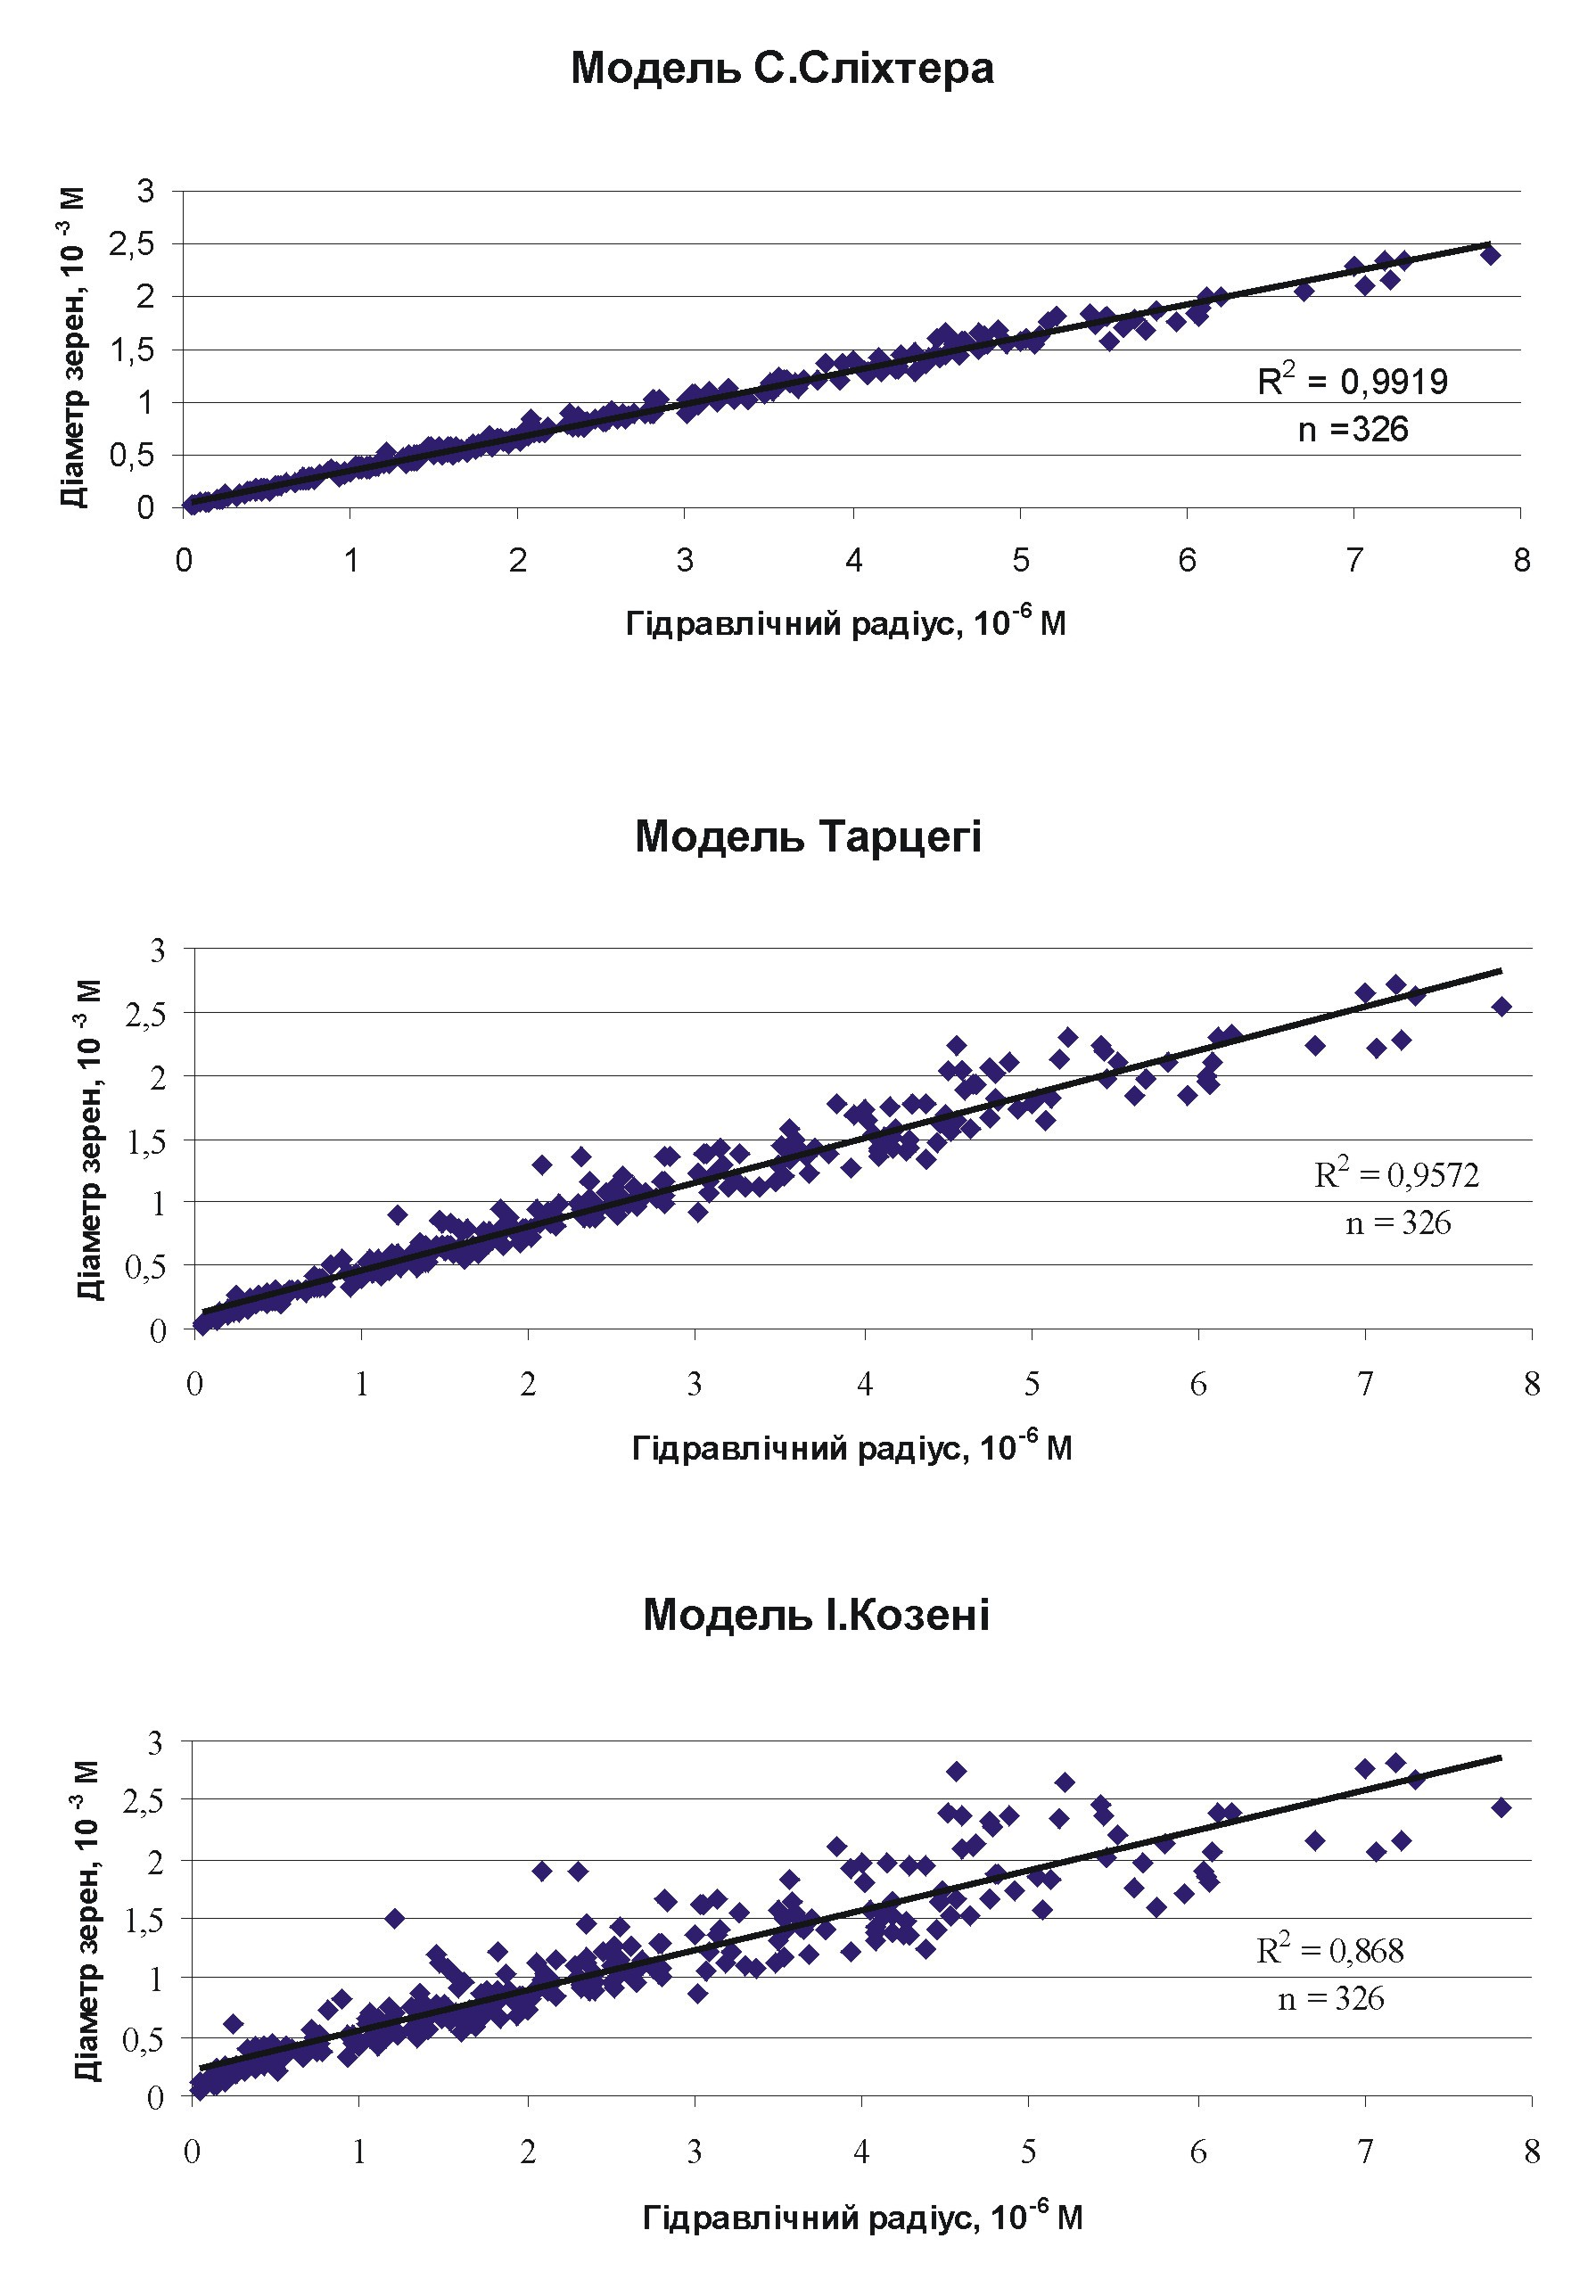 Модель С.Сліхтера
Діаметр зерен, 10⁻³ М
3
2,5
2
1,5
1
0,5
0
R² = 0,9919
n =326
0 1 2 3 4 5 6 7 8
Гідравлічний радіус, 10⁻⁶ М
Модель Тарцегі
Діаметр зерен, 10⁻³ М
3
2,5
2
1,5
1
0,5
0
R² = 0,9572
n = 326
0 1 2 3 4 5 6 7 8
Гідравлічний радіус, 10⁻⁶ М
Модель І.Козені
Діаметр зерен, 10⁻³ М
3
2,5
2
1,5
1
0,5
0
R² = 0,868
n = 326
0 1 2 3 4 5 6 7 8
Гідравлічний радіус, 10⁻⁶ М